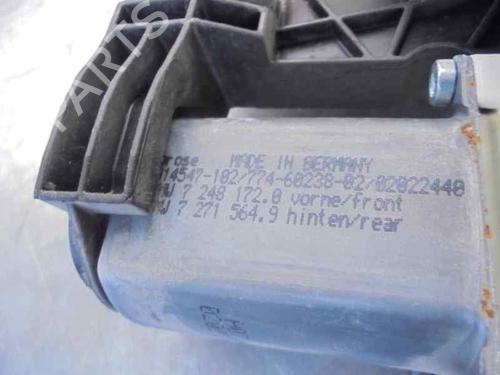 PARTS
rose MADE IN GERMANY
14547-102/774-60238-02/02022440
W 7 248 172.0 vorne/front
W 7 271 564.9 hinten/rear